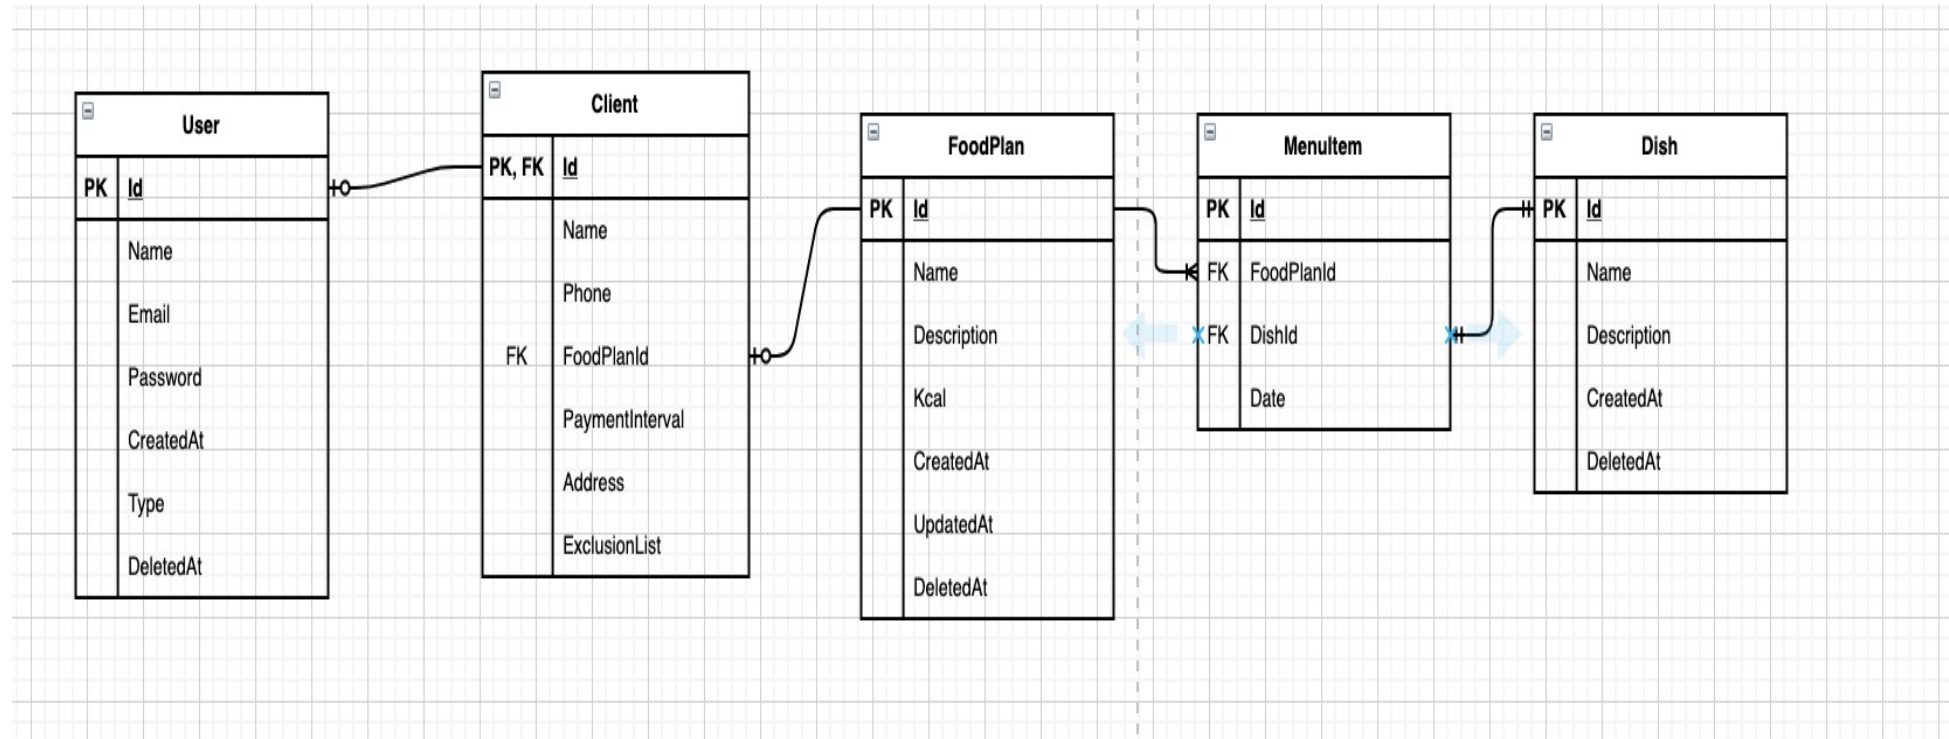 User
PK Id
Name
Email
Password
CreatedAt
Type
DeletedAt
Client
PK, FK Id
Name
Phone
FK FoodPlanId
PaymentInterval
Address
ExclusionList
FoodPlan
PK Id
Name
Description
Kcal
CreatedAt
UpdatedAt
DeletedAt
MenuItem
PK Id
FK FoodPlanId
FK DishId
Date
Dish
PK Id
Name
Description
CreatedAt
DeletedAt